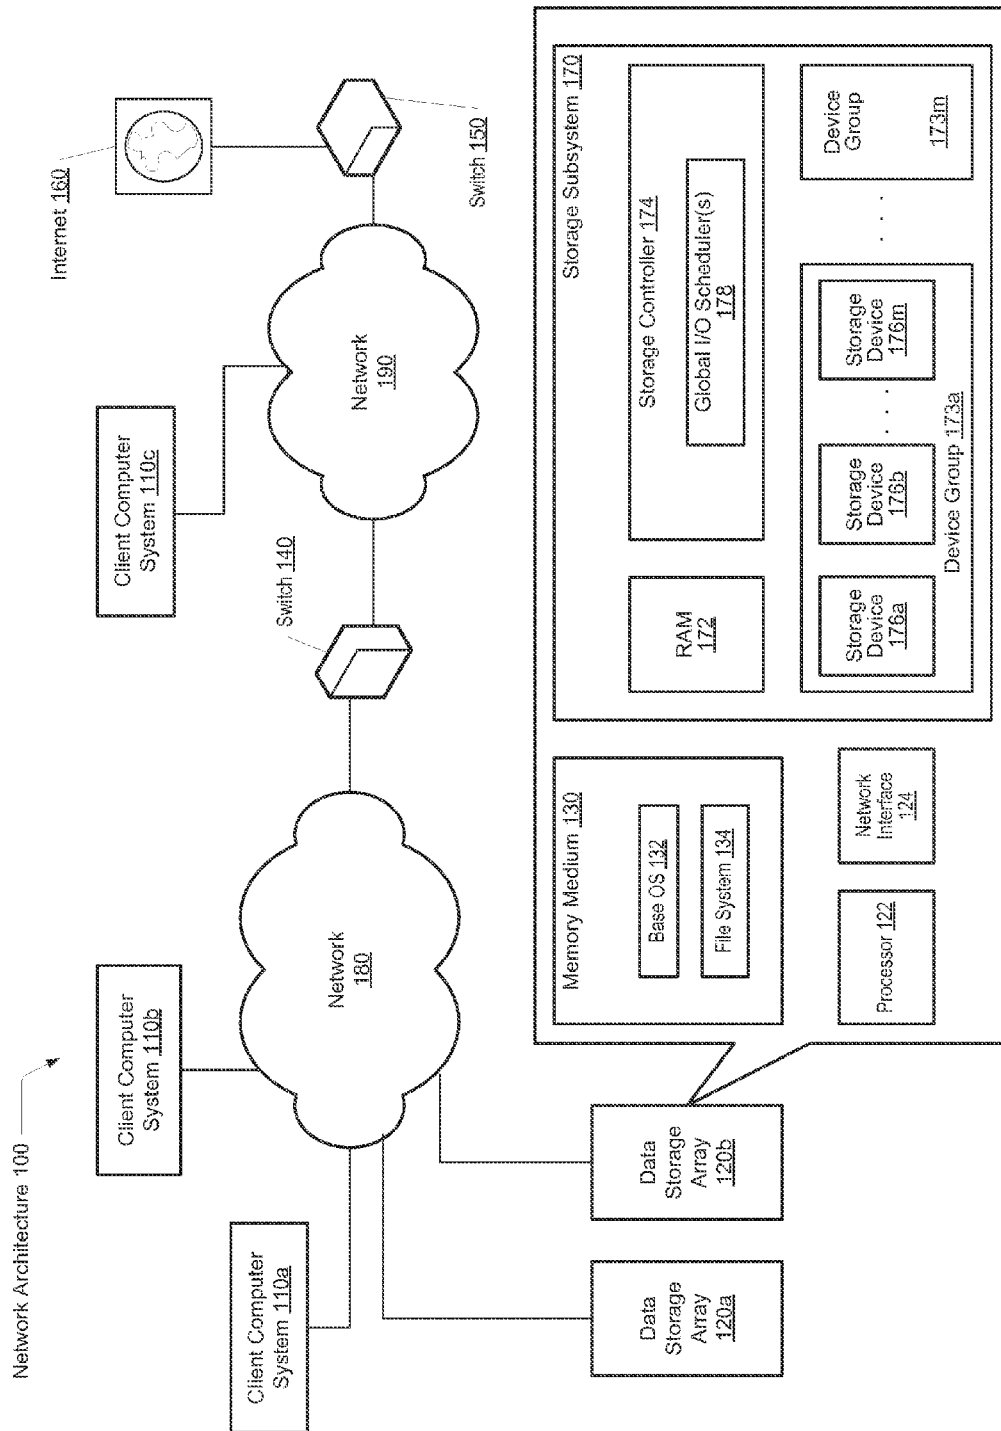 Network Architecture 100
Client Computer
System 110a
Client Computer
System 110b
Client Computer
System 110c
Internet 160
Switch 140
Switch 150
Network
180
Network
190
Data
Storage
Array
120a
Data
Storage
Array
120b
Memory Medium 130
Base OS 132
File System 134
Processor 122
Network
Interface
124
Storage Subsystem 170
RAM
172
Storage Controller 174
Global I/O Scheduler(s)
178
Storage
Device
176a
Storage
Device
176b
. . .
Storage
Device
176m
Device Group 173a
. . . .
Device
Group
173m